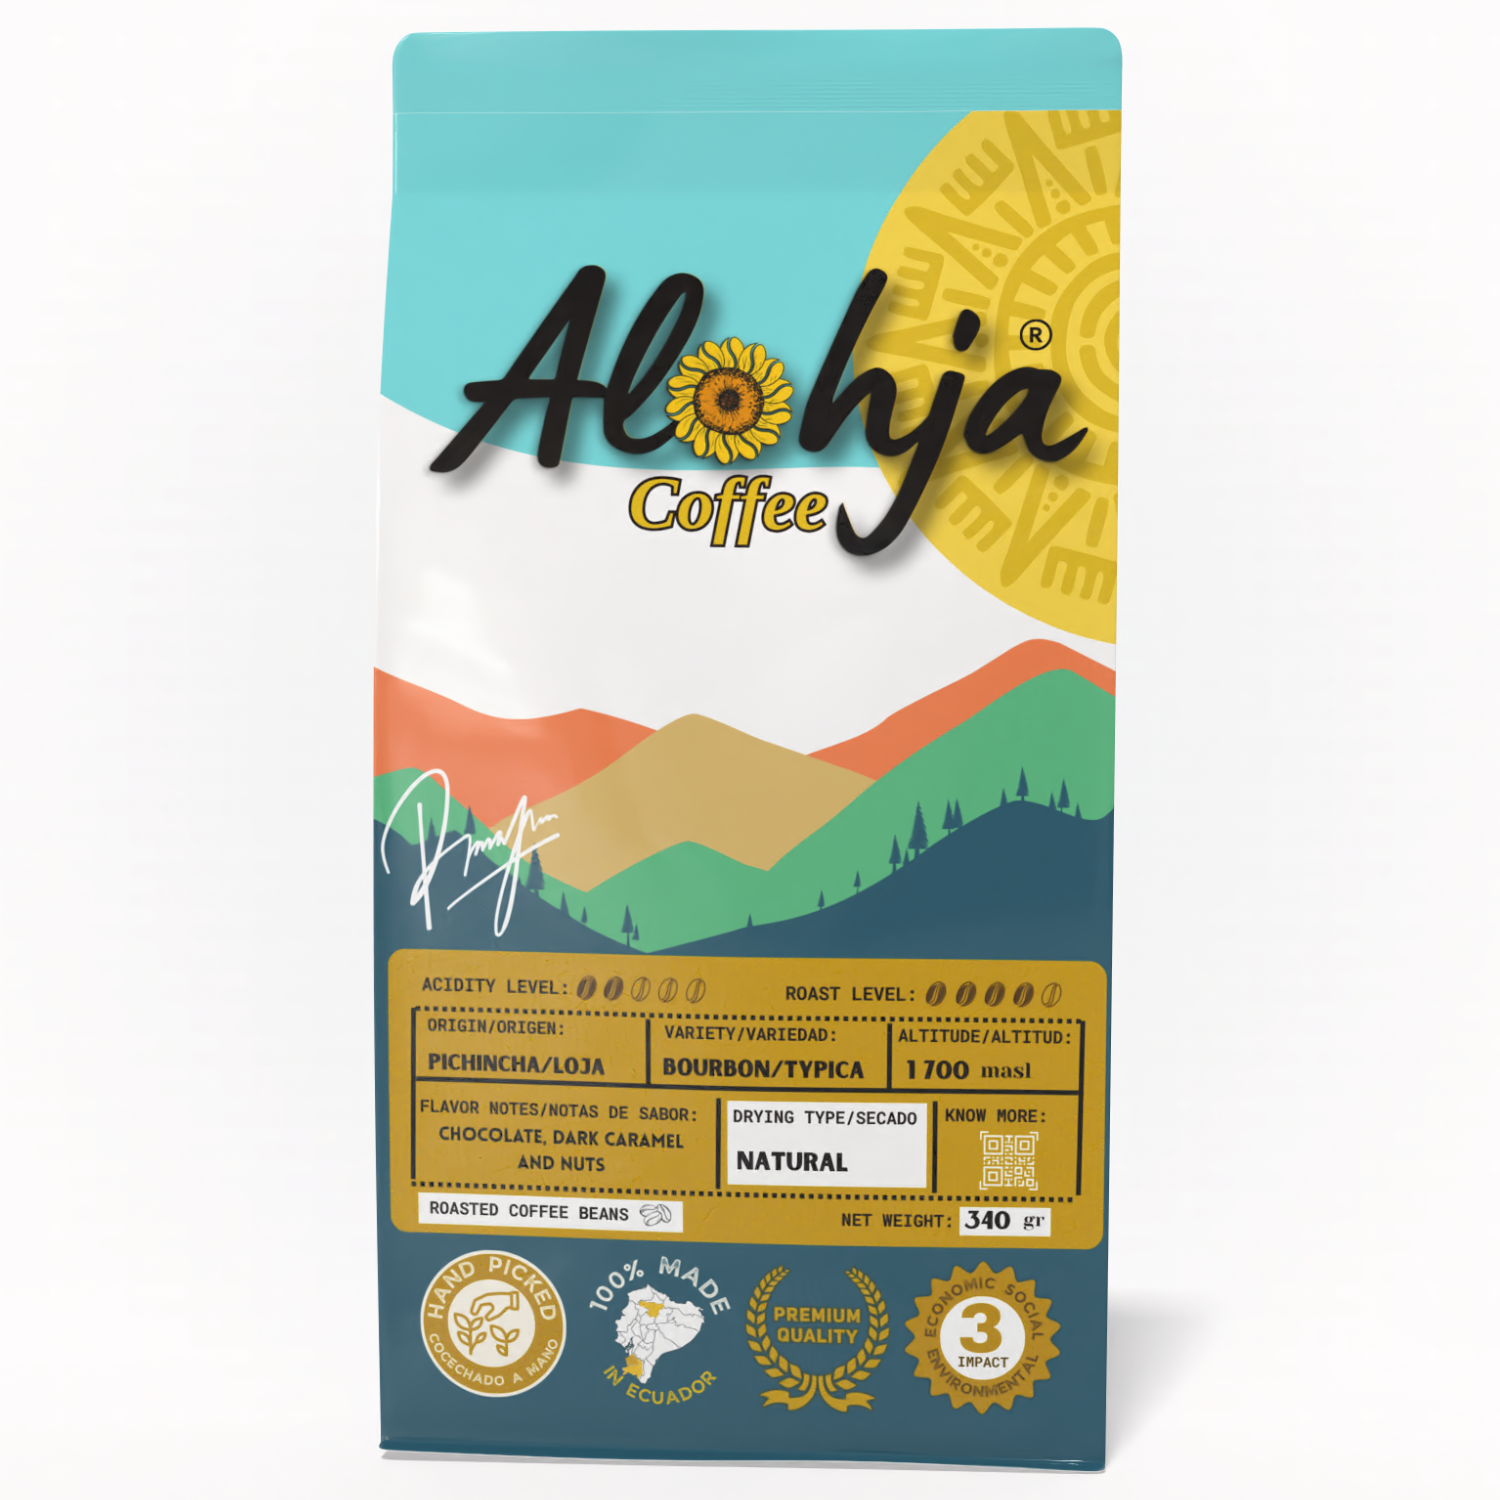 Alohja ®
Coffee
ACIDITY LEVEL:
ROAST LEVEL:
ORIGIN/ORIGEN:
PICHINCHA/LOJA
VARIETY/VARIEDAD:
BOURBON/TYPICA
ALTITUDE/ALTITUD:
1700 masl
FLAVOR NOTES/NOTAS DE SABOR:
CHOCOLATE, DARK CARAMEL
AND NUTS
DRYING TYPE/SECADO
NATURAL
KNOW MORE:
ROASTED COFFEE BEANS
NET WEIGHT: 340 gr
HAND PICKED
COCECHADO A MANO
100% MADE
IN ECUADOR
PREMIUM
QUALITY
ECONOMIC SOCIAL
3
IMPACT
ENVIRONMENTAL